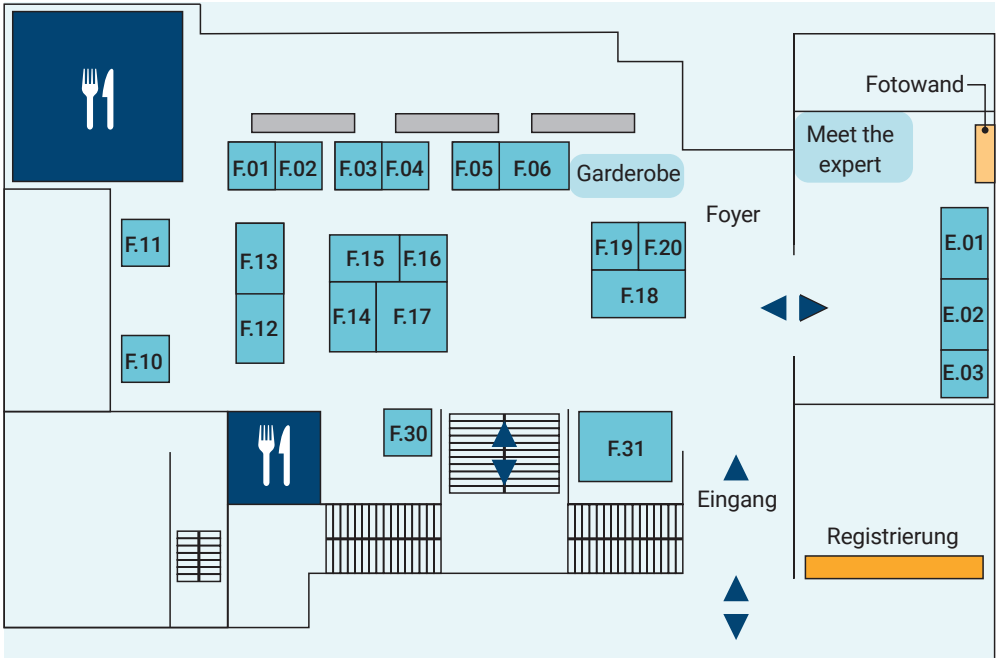 Fotowand
Meet the
expert
F.01
F.02
F.03
F.04
F.05
F.06
Garderobe
Foyer
F.11
F.13
F.15
F.16
F.19
F.20
E.01
F.18
F.14
F.17
F.12
E.02
F.10
E.03
F.30
F.31
Eingang
Registrierung